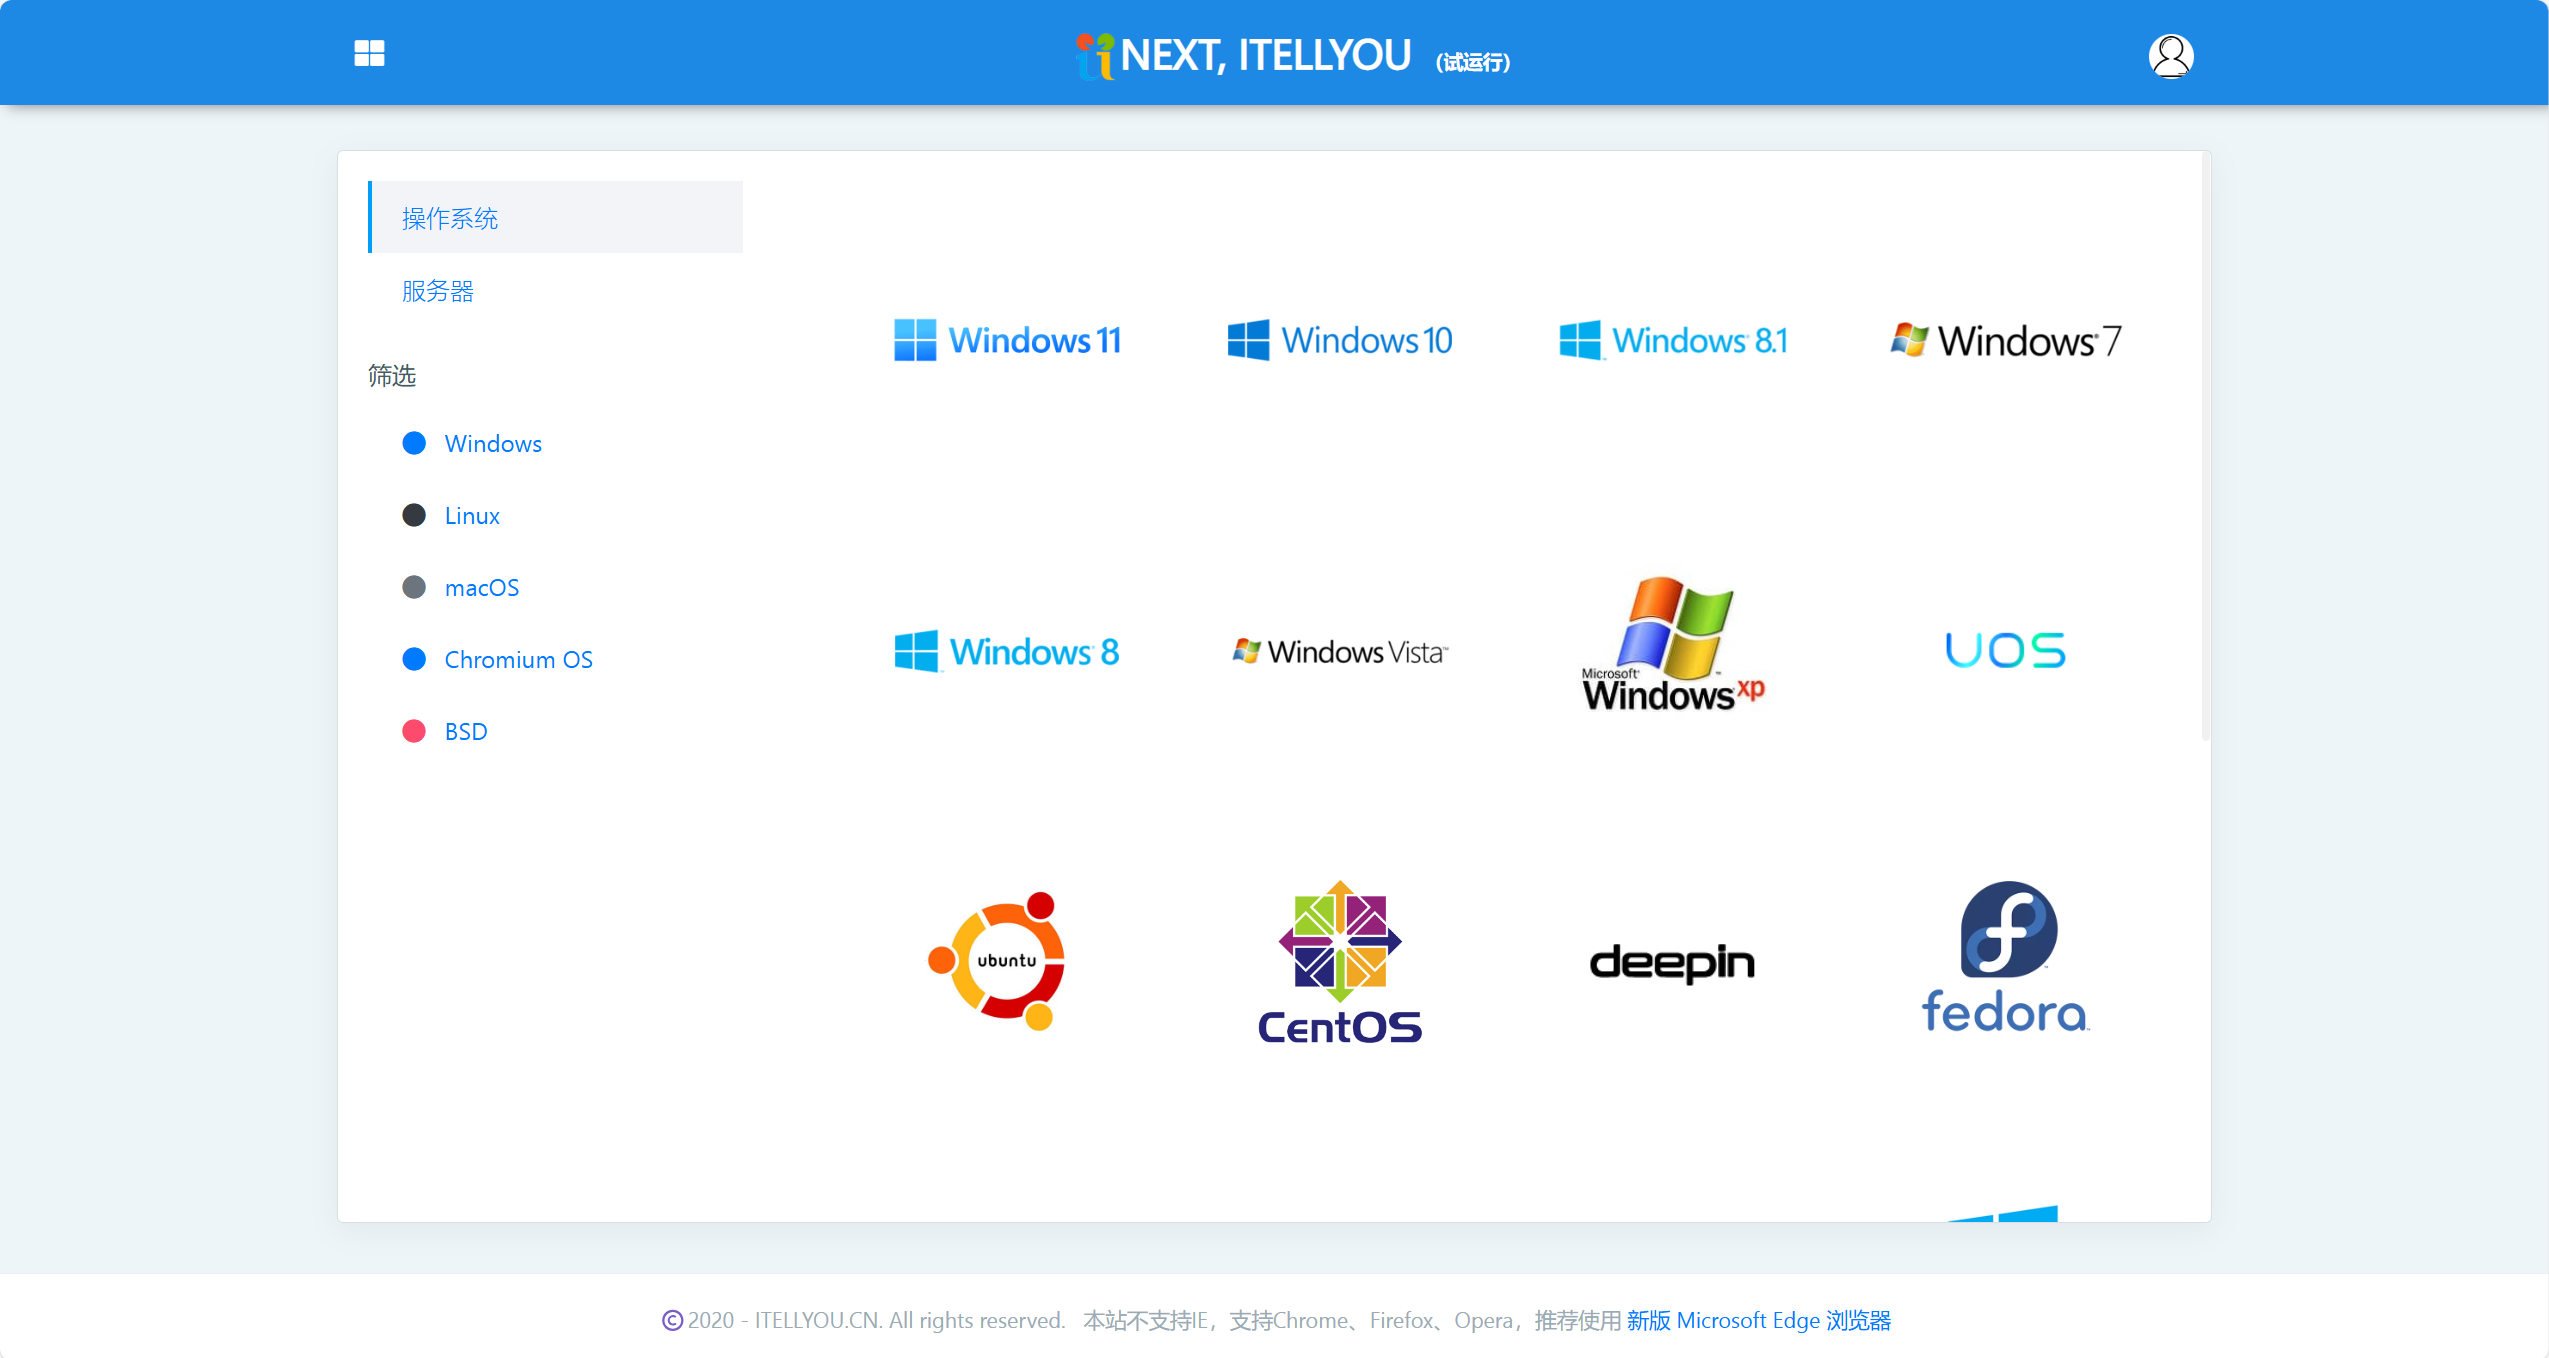 NEXT, ITELLYOU (试运行)
操作系统
服务器
筛选
Windows
Linux
macOS
Chromium OS
BSD
Windows 11
Windows 10
Windows 8.1
Windows 7
Windows 8
Windows Vista™
Microsoft
Windows xp
UOS
ubuntu
CentOS
deepin
fedora
© 2020 - ITELLYOU.CN. All rights reserved. 本站不支持IE，支持Chrome、Firefox、Opera，推荐使用 新版 Microsoft Edge 浏览器